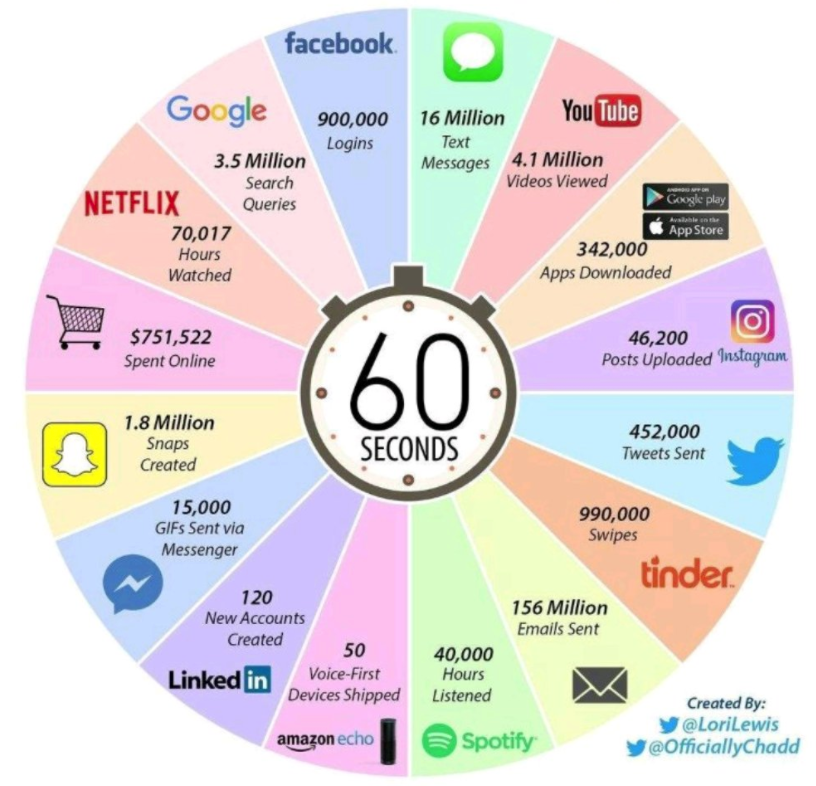 facebook
900,000
Logins
16 Million
Text
Messages
YouTube
4.1 Million
Videos Viewed
ANDROID APP ON
Google play
Available on the
App Store
342,000
Apps Downloaded
46,200
Posts Uploaded
Instagram
452,000
Tweets Sent
990,000
Swipes
tinder
156 Million
Emails Sent
40,000
Hours
Listened
Spotify
50
Voice-First
Devices Shipped
amazon echo
120
New Accounts
Created
Linked in
15,000
GIFs Sent via
Messenger
1.8 Million
Snaps
Created
$751,522
Spent Online
NETFLIX
70,017
Hours
Watched
Google
3.5 Million
Search
Queries
60
SECONDS
Created By:
@LoriLewis
@OfficiallyChadd